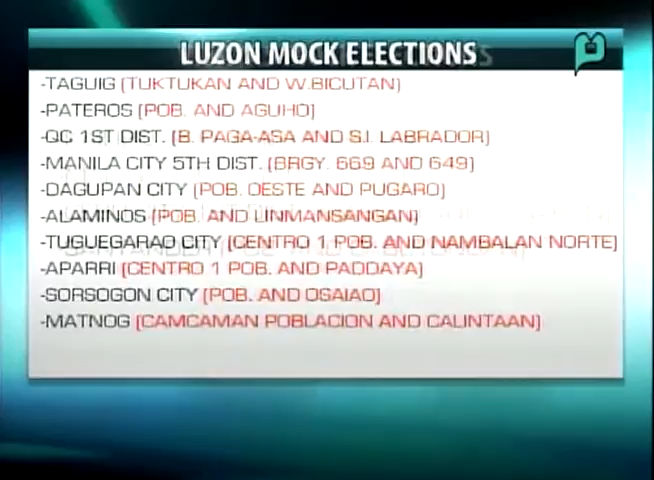 LUZON MOCK ELECTIONS
-TAGUIG (TUKTUKAN AND W.BICUTAN)
-PATEROS (POB. AND AGUHO)
-QC 1ST DIST. (B. PAGA-ASA AND S.I. LABRADOR)
-MANILA CITY 5TH DIST. (BRGY. 669 AND 649)
-DAGUPAN CITY (POB. OESTE AND PUGARO)
-ALAMINOS (POB. AND LINMANSANGAN)
-TUGUEGARAO CITY (CENTRO 1 POB. AND NAMBALAN NORTE)
-APARRI (CENTRO 1 POB. AND PADDAYA)
-SORSOGON CITY (POB. AND OSAIAO)
-MATNOG (CAMCAMAN POBLACION AND CALINTAAN)